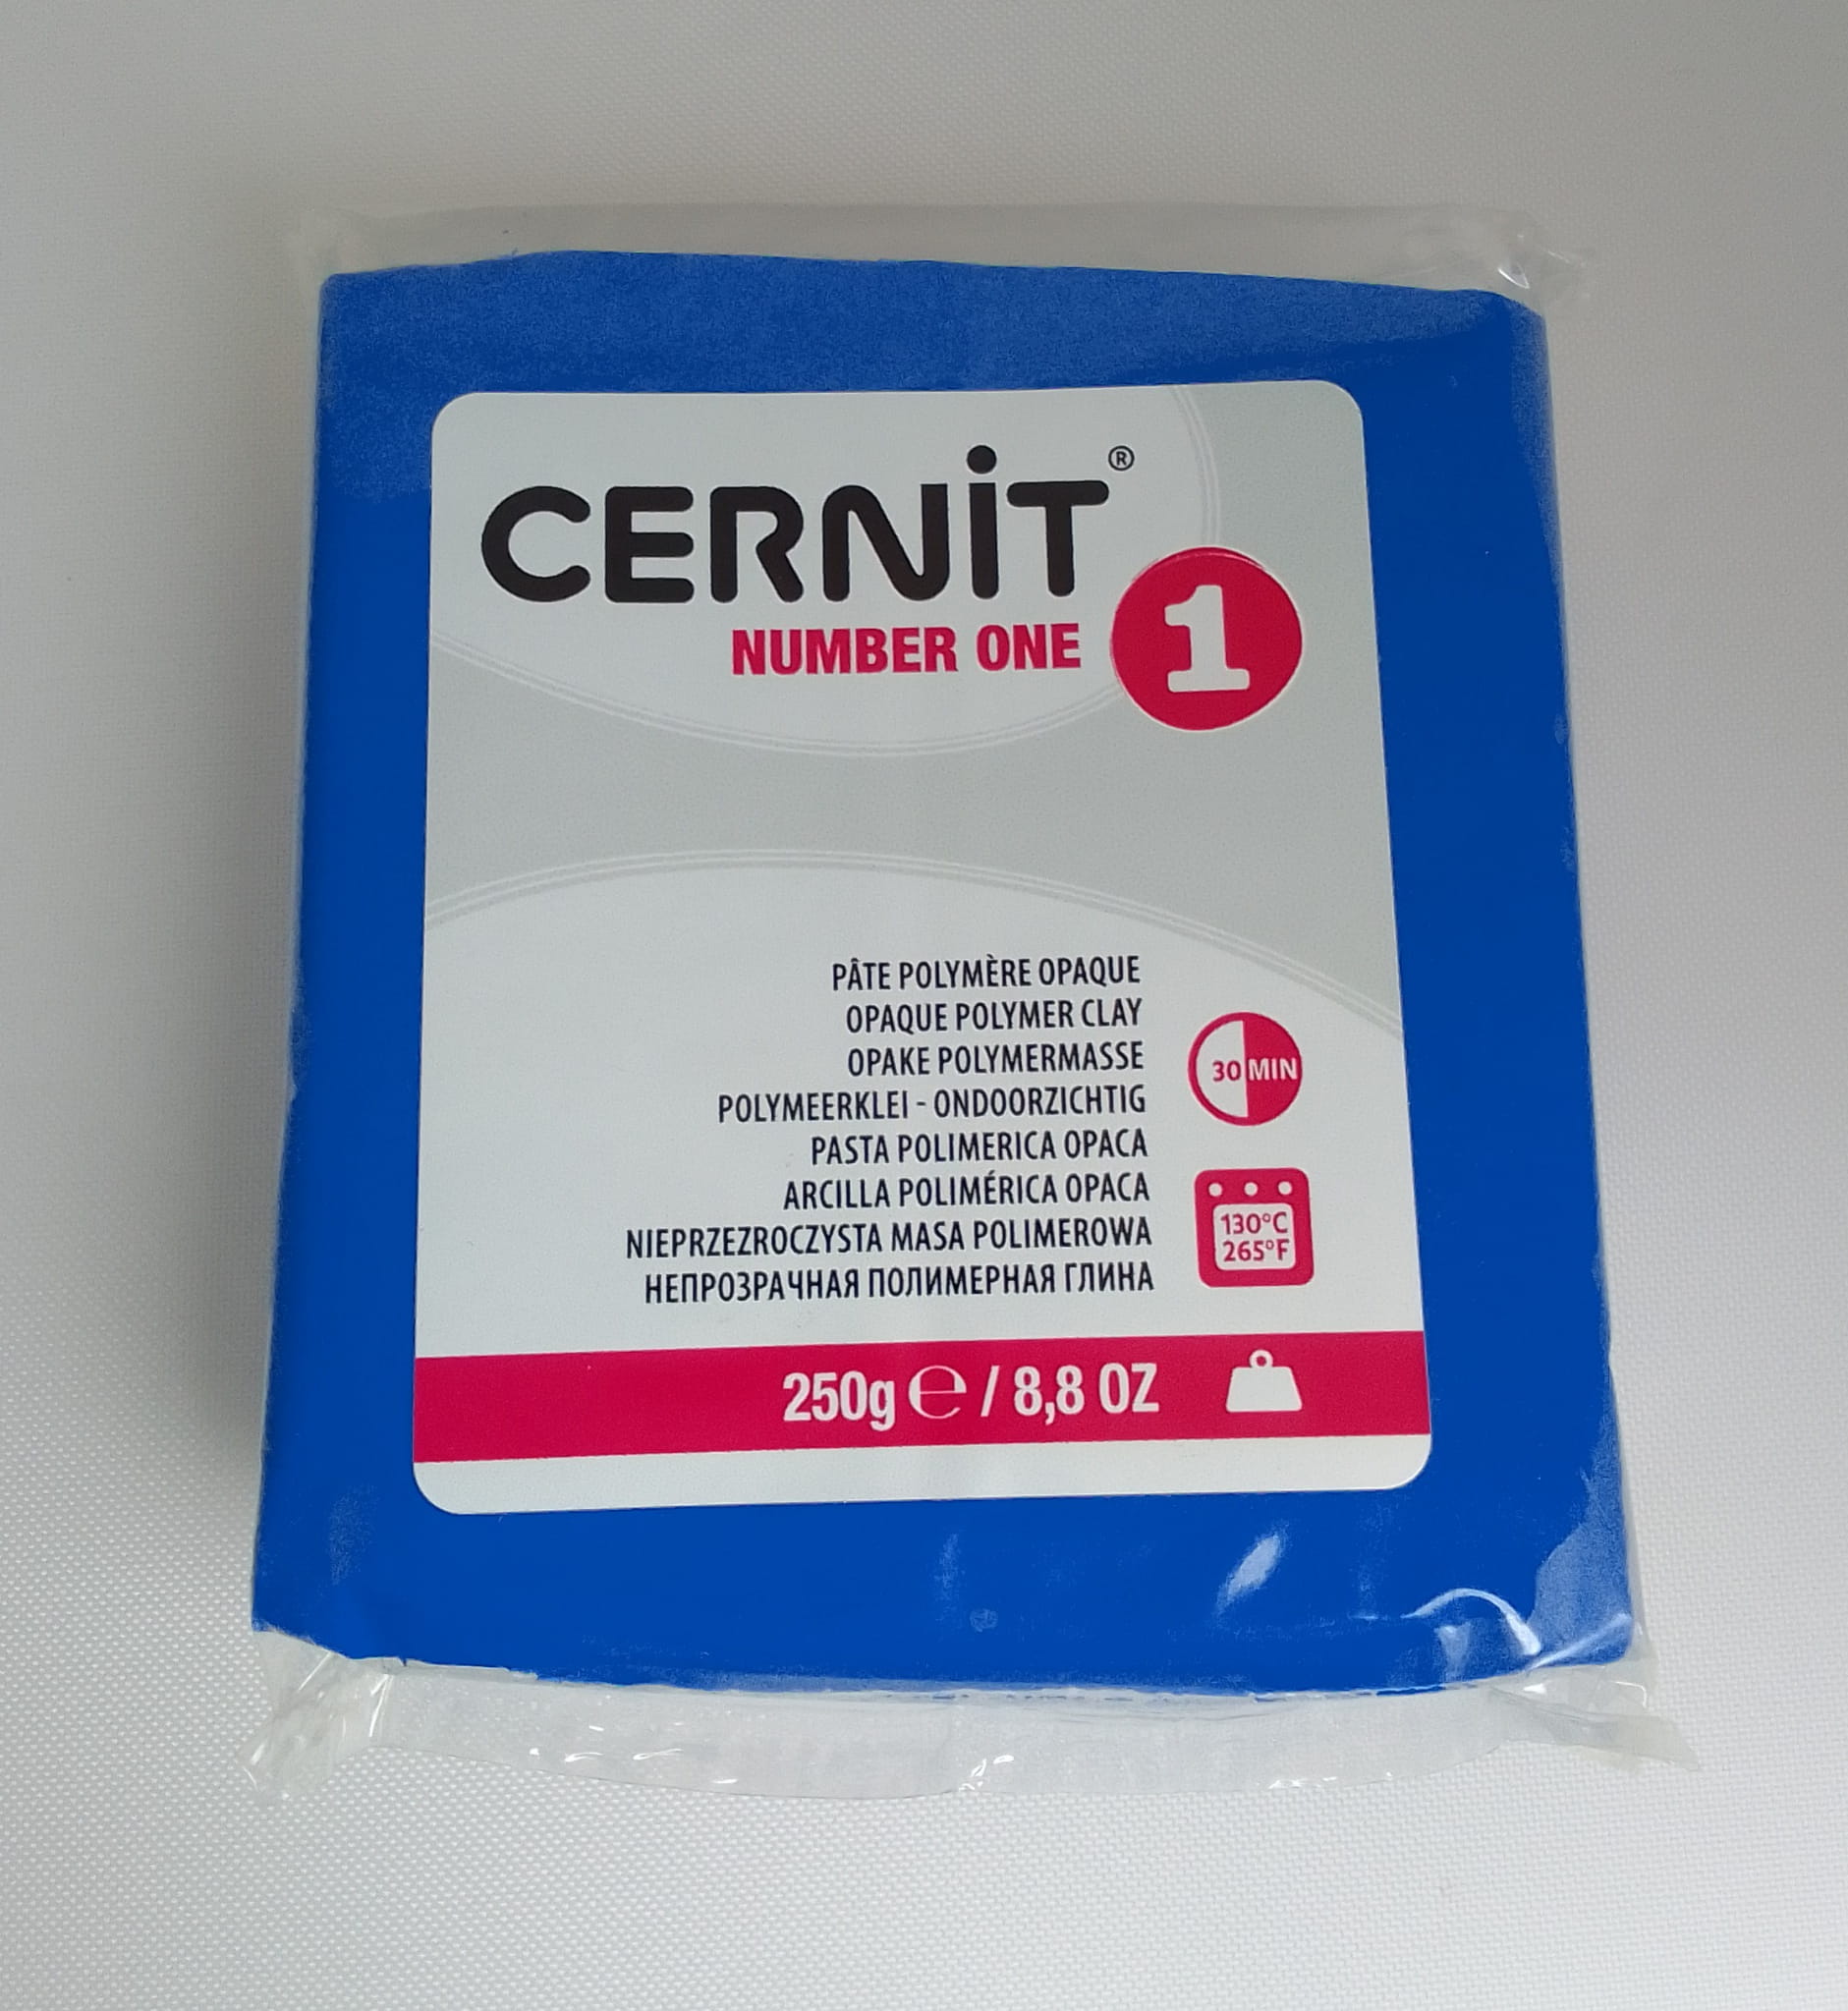 CERNiT®
NUMBER ONE
1
PÂTE POLYMÈRE OPAQUE
OPAQUE POLYMER CLAY
OPAKE POLYMERMASSE
POLYMEERKLEI - ONDOORZICHTIG
PASTA POLIMERICA OPACA
ARCILLA POLIMÉRICA OPACA
NIEPRZEZROCZYSTA MASA POLIMEROWA
НЕПРОЗРАЧНАЯ ПОЛИМЕРНАЯ ГЛИНА
30 MIN
130°C
265°F
250g ℮ / 8,8 OZ